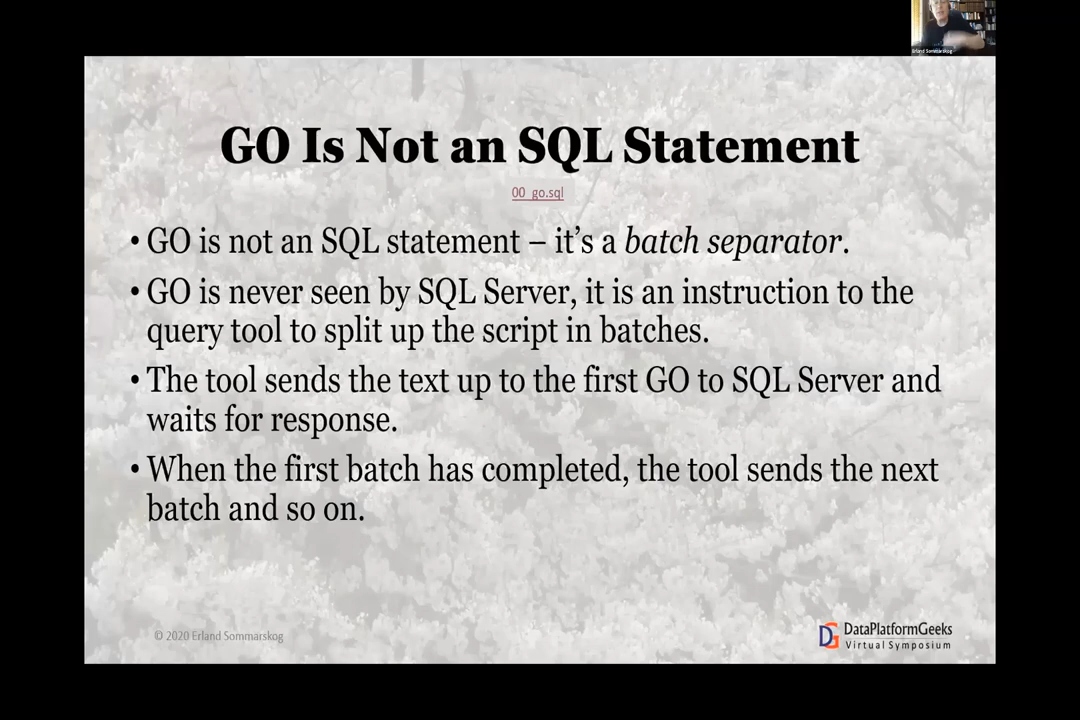 Erland Sommarskog
GO Is Not an SQL Statement
00_go.sql
• GO is not an SQL statement – it’s a batch separator.
• GO is never seen by SQL Server, it is an instruction to the
query tool to split up the script in batches.
• The tool sends the text up to the first GO to SQL Server and
waits for response.
• When the first batch has completed, the tool sends the next
batch and so on.
© 2020 Erland Sommarskog
DG DataPlatformGeeks
Virtual Symposium